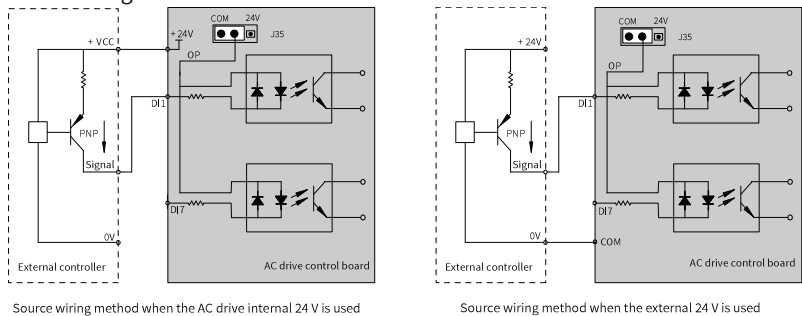 COM 24V
J35
+ VCC
+24V
OP
DI1
PNP
Signal
DI7
0V
External controller
AC drive control board
Source wiring method when the AC drive internal 24 V is used
COM 24V
J35
+ 24V
OP
DI1
PNP
Signal
DI7
0V
COM
External controller
AC drive control board
Source wiring method when the external 24 V is used